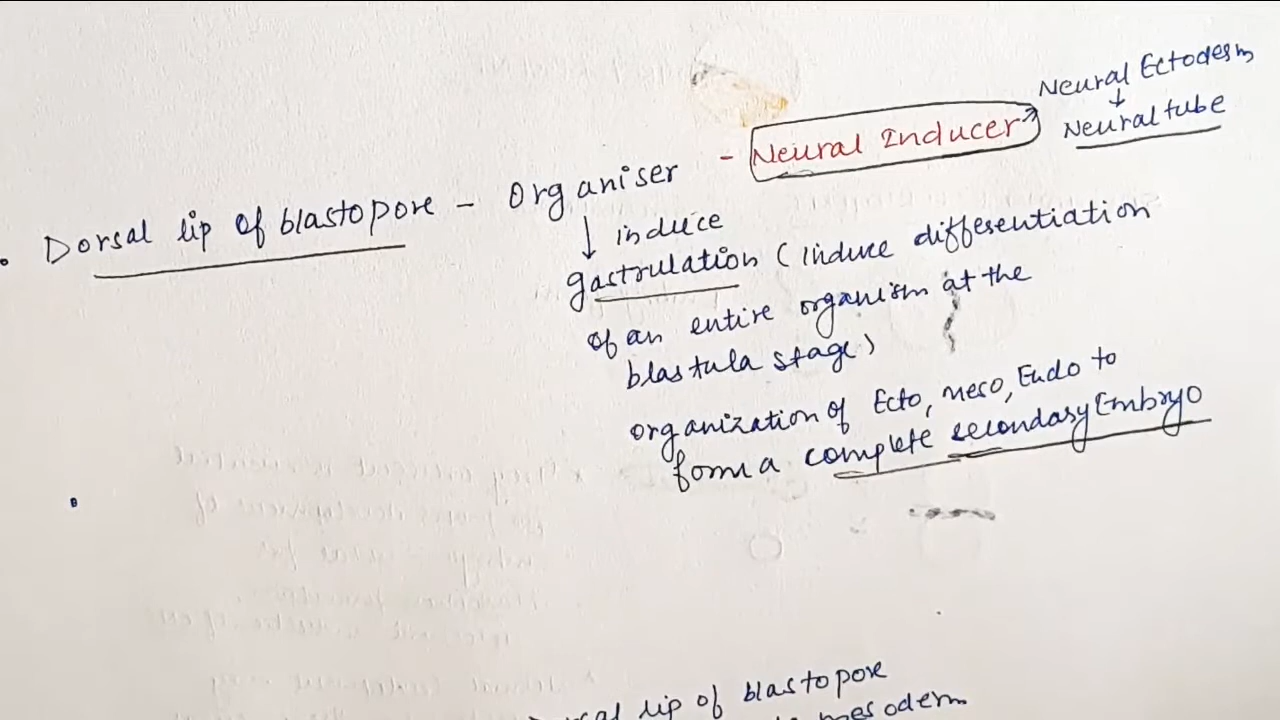 Neural Ectoderm
↓
Neural tube
• Dorsal lip of blastopore - Organiser - Neural Inducer
↓ induce
gastrulation (induce differentiation
of an entire organism at the
blastula stage)
organization of Ecto, meso, Endo to
form a complete secondary Embryo
lip of blastopore
mesoderm